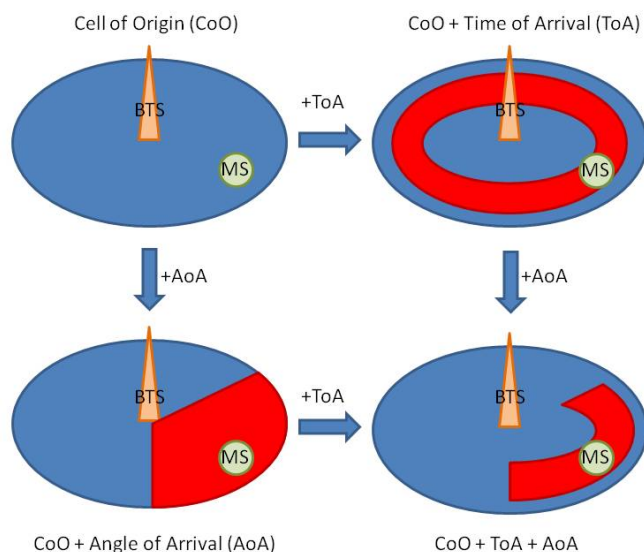 Cell of Origin (CoO)
CoO + Time of Arrival (ToA)
BTS
MS
+ToA
BTS
MS
+AoA
+AoA
BTS
MS
+ToA
BTS
MS
CoO + Angle of Arrival (AoA)
CoO + ToA + AoA